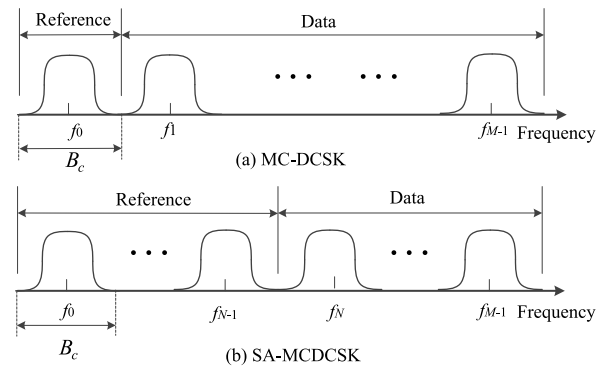 Reference Data
... ...
f0 f1 fM-1 Frequency
Bc
(a) MC-DCSK
Reference Data
... ...
f0 fN-1 fN fM-1 Frequency
Bc
(b) SA-MCDCSK